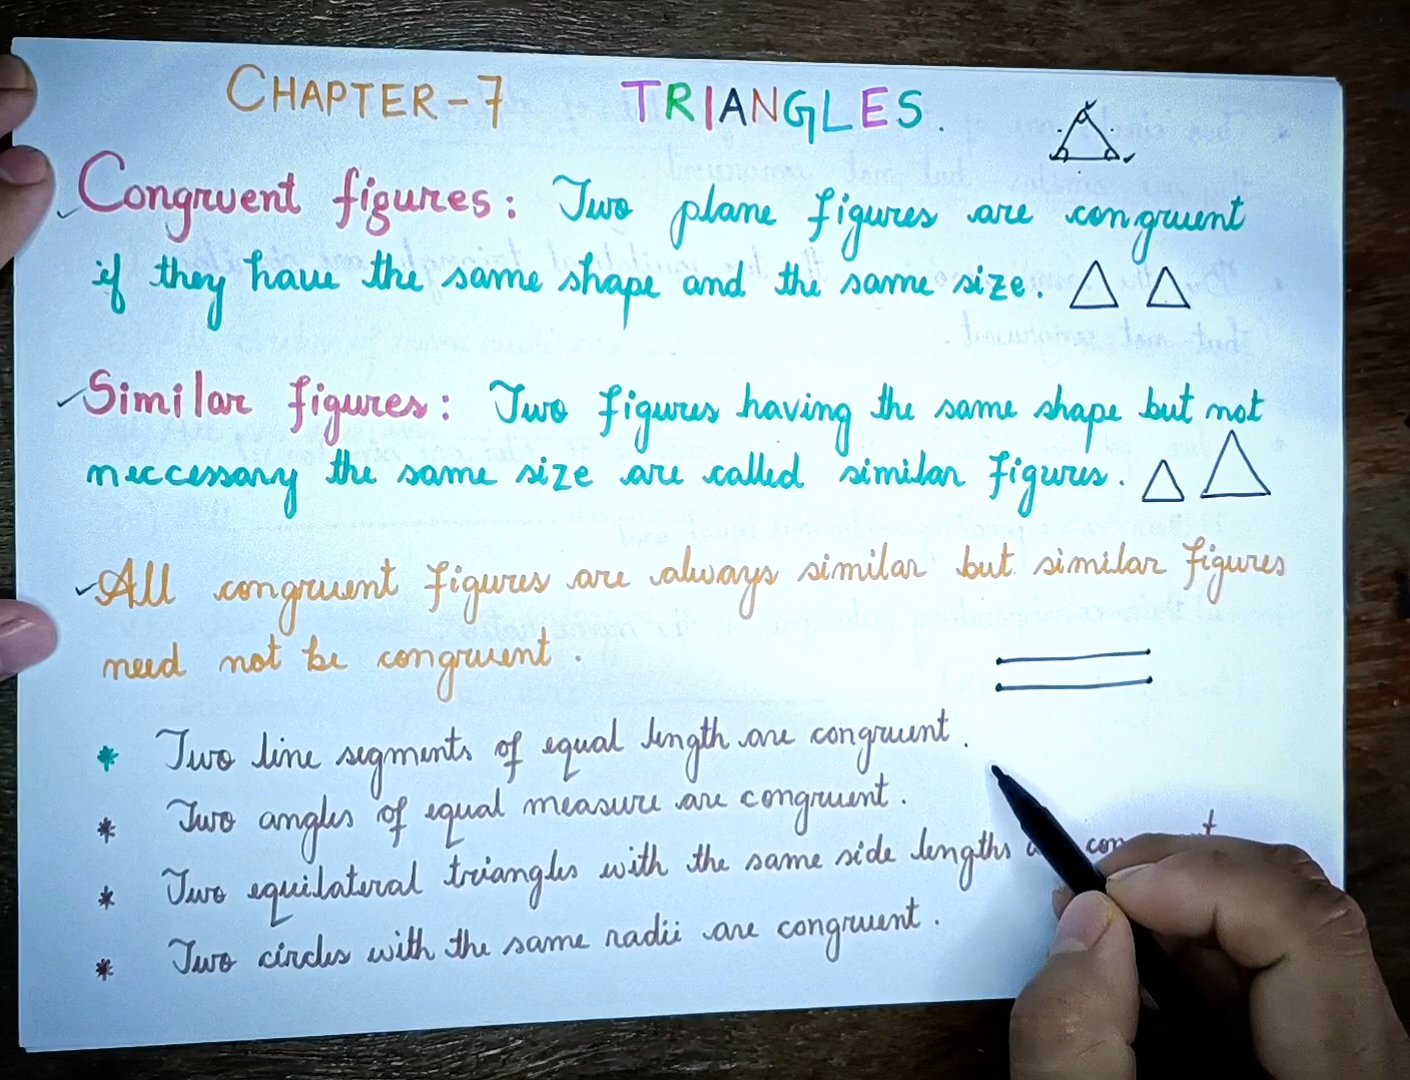 CHAPTER-7 TRIANGLES.
Congruent figures: Two plane figures are congruent
if they have the same shape and the same size.
Similar figures: Two figures having the same shape but not
neccessary the same size are called similar figures.
All congruent figures are always similar but similar figures
need not be congruent.
* Two line segments of equal length are congruent.
* Two angles of equal measure are congruent.
* Two equilateral triangles with the same side lengths
* Two circles with the same radii are congruent.